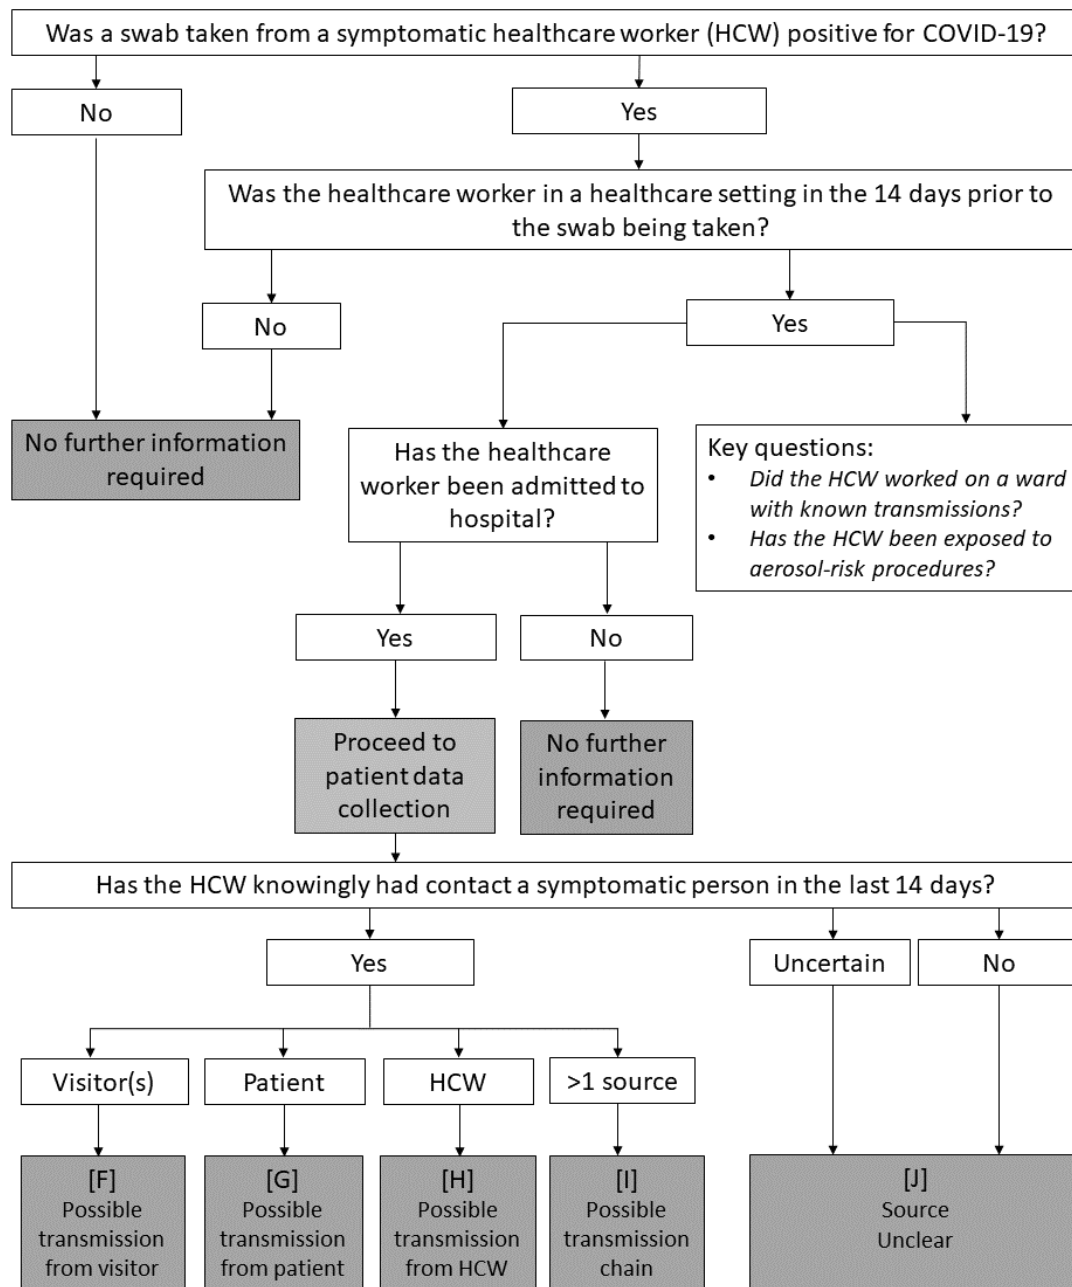 Was a swab taken from a symptomatic healthcare worker (HCW) positive for COVID-19?
No
Yes
Was the healthcare worker in a healthcare setting in the 14 days prior to
the swab being taken?
No
Yes
No further information
required
Has the healthcare
worker been admitted to
hospital?
Key questions:
• Did the HCW worked on a ward
with known transmissions?
• Has the HCW been exposed to
aerosol-risk procedures?
Yes
No
Proceed to
patient data
collection
No further
information
required
Has the HCW knowingly had contact a symptomatic person in the last 14 days?
Yes
Uncertain
No
Visitor(s)
Patient
HCW
>1 source
[F]
Possible
transmission
from visitor
[G]
Possible
transmission
from patient
[H]
Possible
transmission
from HCW
[I]
Possible
transmission
chain
[J]
Source
Unclear